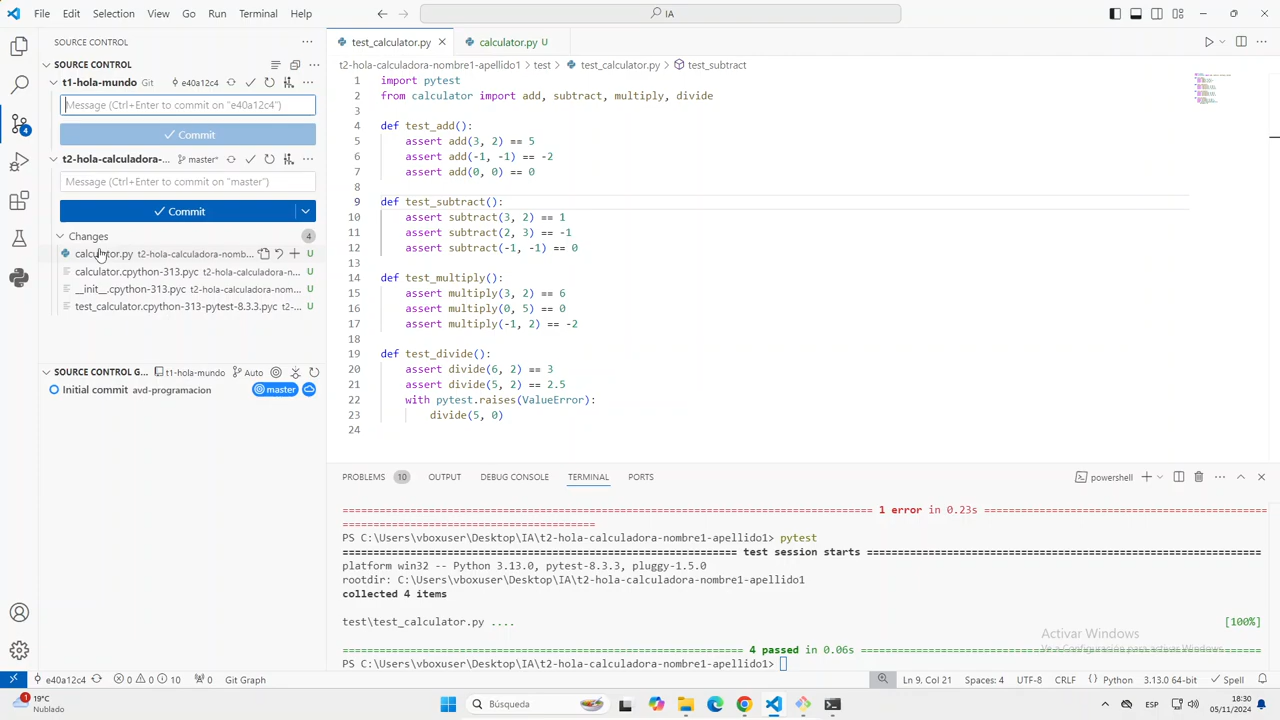 File Edit Selection View Go Run Terminal Help
IA
SOURCE CONTROL
SOURCE CONTROL
t1-hola-mundo Git e40a12c4
Message (Ctrl+Enter to commit on "e40a12c4")
Commit
t2-hola-calculadora-... master*
Message (Ctrl+Enter to commit on "master")
Commit
Changes 4
calculator.py t2-hola-calculadora-nomb... U
calculator.cpython-313.pyc t2-hola-calculadora-n... U
__init__.cpython-313.pyc t2-hola-calculadora-nom... U
test_calculator.cpython-313-pytest-8.3.3.pyc t2-... U
SOURCE CONTROL G... t1-hola-mundo Auto
Initial commit avd-programacion master
4
test_calculator.py calculator.py U
t2-hola-calculadora-nombre1-apellido1 > test > test_calculator.py > test_subtract
1 import pytest
2 from calculator import add, subtract, multiply, divide
3
4 def test_add():
5 assert add(3, 2) == 5
6 assert add(-1, -1) == -2
7 assert add(0, 0) == 0
8
9 def test_subtract():
10 assert subtract(3, 2) == 1
11 assert subtract(2, 3) == -1
12 assert subtract(-1, -1) == 0
13
14 def test_multiply():
15 assert multiply(3, 2) == 6
16 assert multiply(0, 5) == 0
17 assert multiply(-1, 2) == -2
18
19 def test_divide():
20 assert divide(6, 2) == 3
21 assert divide(5, 2) == 2.5
22 with pytest.raises(ValueError):
23 divide(5, 0)
24
PROBLEMS 10 OUTPUT DEBUG CONSOLE TERMINAL PORTS powershell
1 error in 0.23s
PS C:\Users\vboxuser\Desktop\IA\t2-hola-calculadora-nombre1-apellido1> pytest
test session starts
platform win32 -- Python 3.13.0, pytest-8.3.3, pluggy-1.5.0
rootdir: C:\Users\vboxuser\Desktop\IA\t2-hola-calculadora-nombre1-apellido1
collected 4 items
test\test_calculator.py .... [100%]
Activar Windows
Ve a Configuración para activar Windows.
4 passed in 0.06s
PS C:\Users\vboxuser\Desktop\IA\t2-hola-calculadora-nombre1-apellido1>
e40a12c4 0 0 10 0 Git Graph Ln 9, Col 21 Spaces: 4 UTF-8 CRLF Python 3.13.0 64-bit Spell
1 19°C
Nublado
Búsqueda
ESP
18:30
05/11/2024